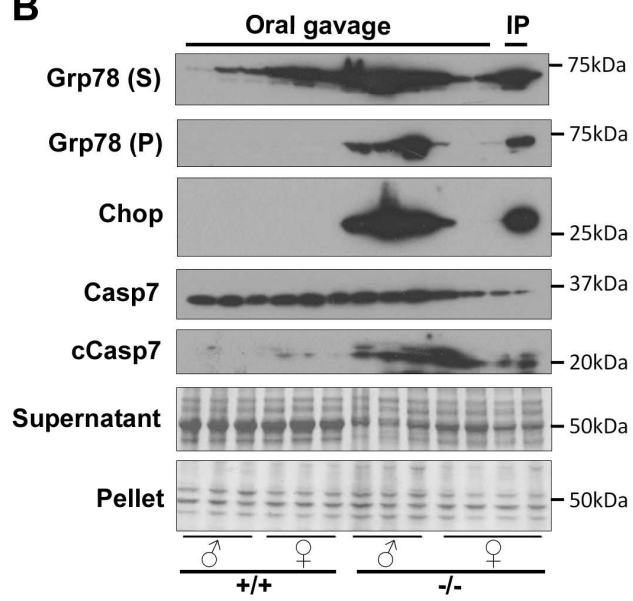 B
Oral gavage IP
Grp78 (S) 75kDa
Grp78 (P) 75kDa
Chop 25kDa
Casp7 37kDa
cCasp7 20kDa
Supernatant 50kDa
Pellet 50kDa
♂ ♀ ♂ ♀
+/+ -/-